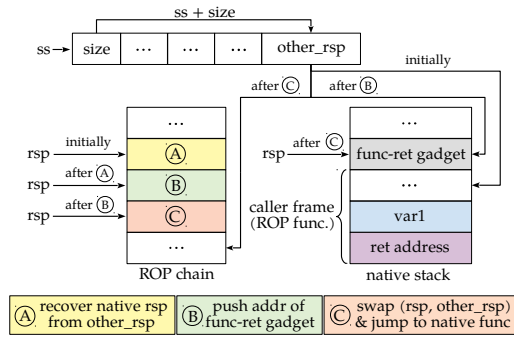 ss + size
ss
size ... ... ... other_rsp
initially
after Ⓒ after Ⓑ
... ...
initially
rsp Ⓐ
after Ⓒ
rsp func-ret gadget
after Ⓐ
rsp Ⓑ
...
after Ⓑ
rsp Ⓒ
caller frame
(ROP func.)
var1
... ret address
ROP chain native stack
Ⓐ recover native rsp
from other_rsp
Ⓑ push addr of
func-ret gadget
Ⓒ swap (rsp, other_rsp)
& jump to native func